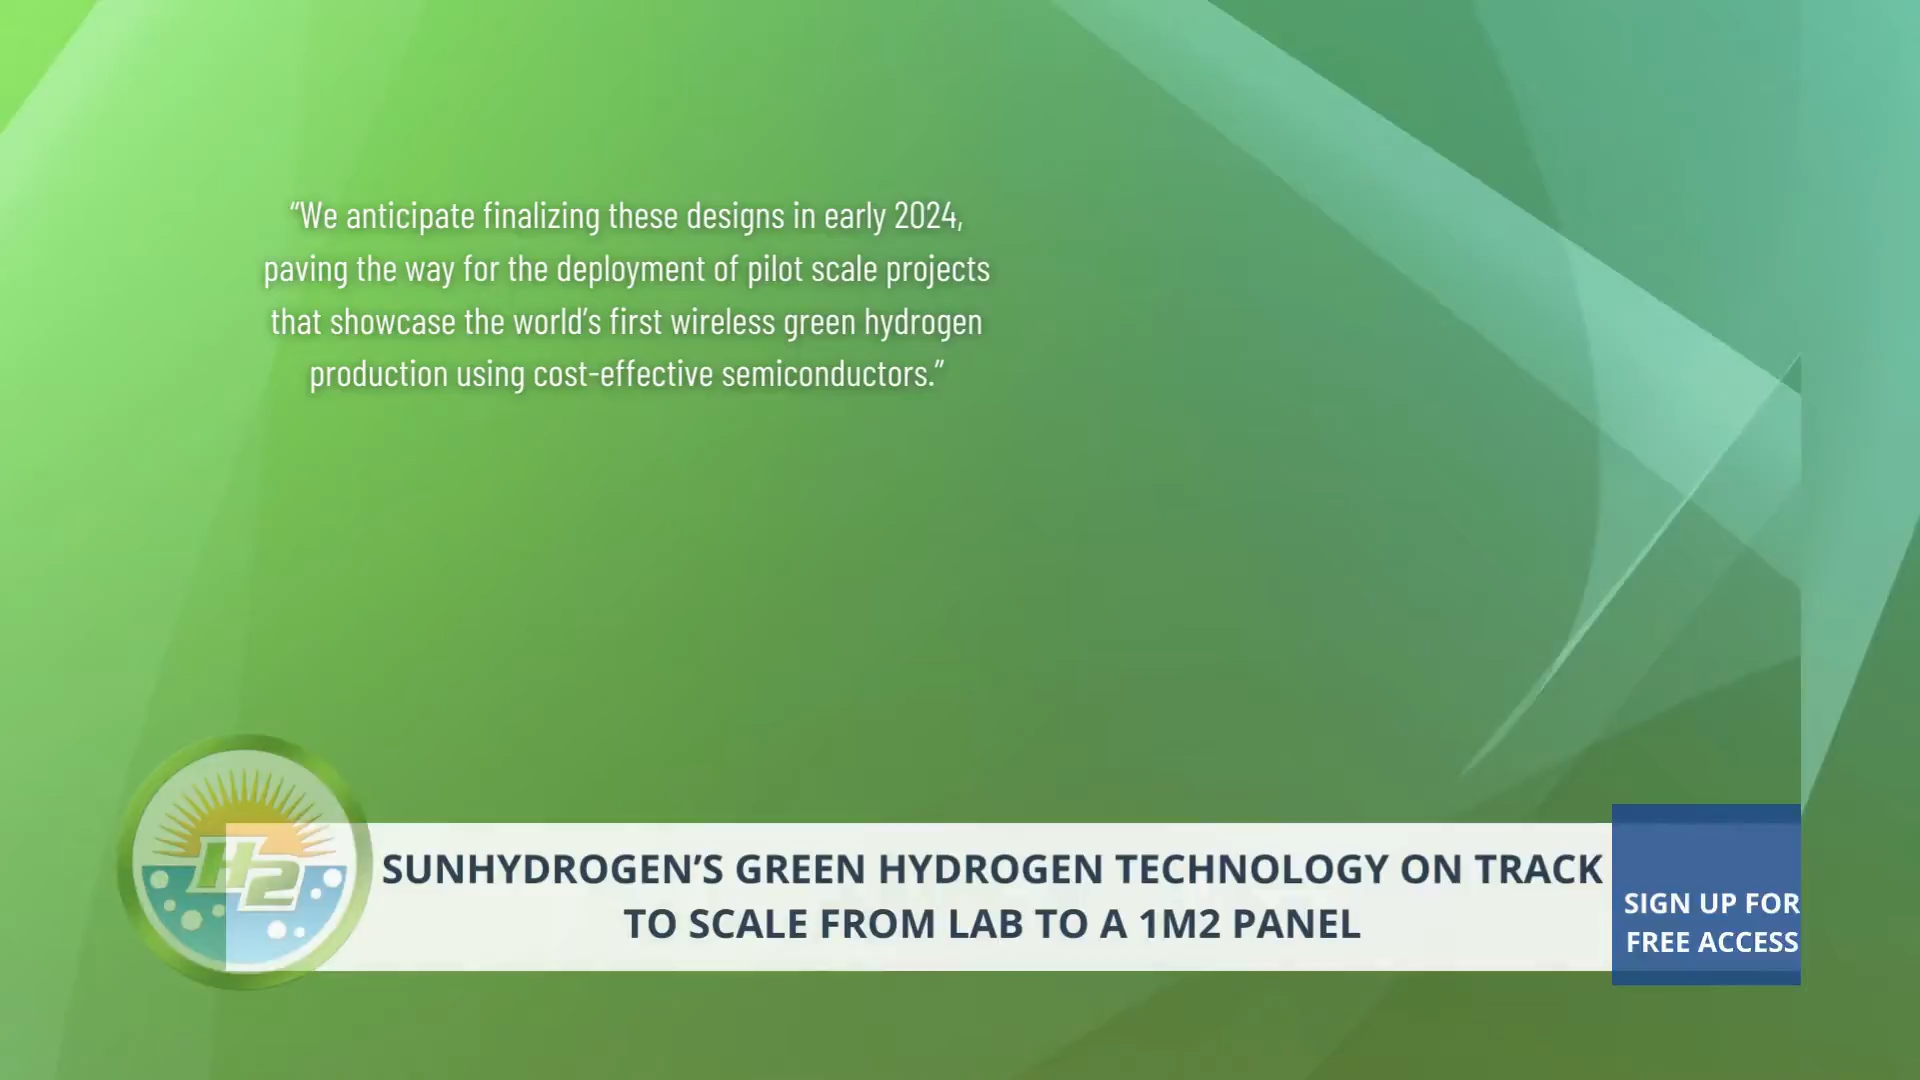 “We anticipate finalizing these designs in early 2024,
paving the way for the deployment of pilot scale projects
that showcase the world’s first wireless green hydrogen
production using cost-effective semiconductors.”
H2
SUNHYDROGEN’S GREEN HYDROGEN TECHNOLOGY ON TRACK
TO SCALE FROM LAB TO A 1M2 PANEL
SIGN UP FOR
FREE ACCESS